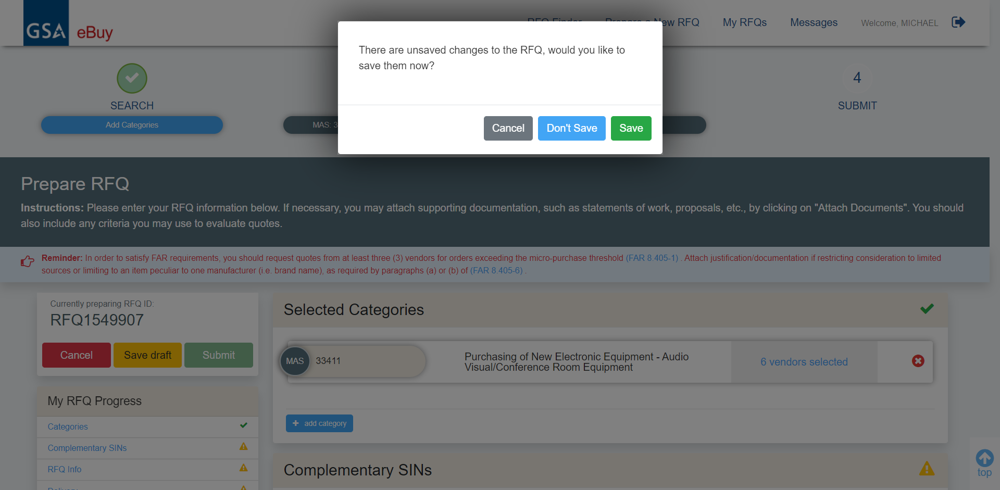 GSA eBuy
RFQ Finder Prepare a New RFQ My RFQs Messages Welcome, MICHAEL
There are unsaved changes to the RFQ, would you like to
save them now?
Cancel Don't Save Save
SEARCH
Add Categories
MAS: 3
4
SUBMIT
Prepare RFQ
Instructions: Please enter your RFQ information below. If necessary, you may attach supporting documentation, such as statements of work, proposals, etc., by clicking on "Attach Documents". You should
also include any criteria you may use to evaluate quotes.
Reminder: In order to satisfy FAR requirements, you should request quotes from at least three (3) vendors for orders exceeding the micro-purchase threshold (FAR 8.405-1) . Attach justification/documentation if restricting consideration to limited
sources or limiting to an item peculiar to one manufacturer (i.e. brand name), as required by paragraphs (a) or (b) of (FAR 8.405-6) .
Currently preparing RFQ ID:
RFQ1549907
Cancel Save draft Submit
My RFQ Progress
Categories
Complementary SINs
RFQ Info
Delivery
Selected Categories
MAS 33411
Purchasing of New Electronic Equipment - Audio
Visual/Conference Room Equipment
6 vendors selected
add category
Complementary SINs
top